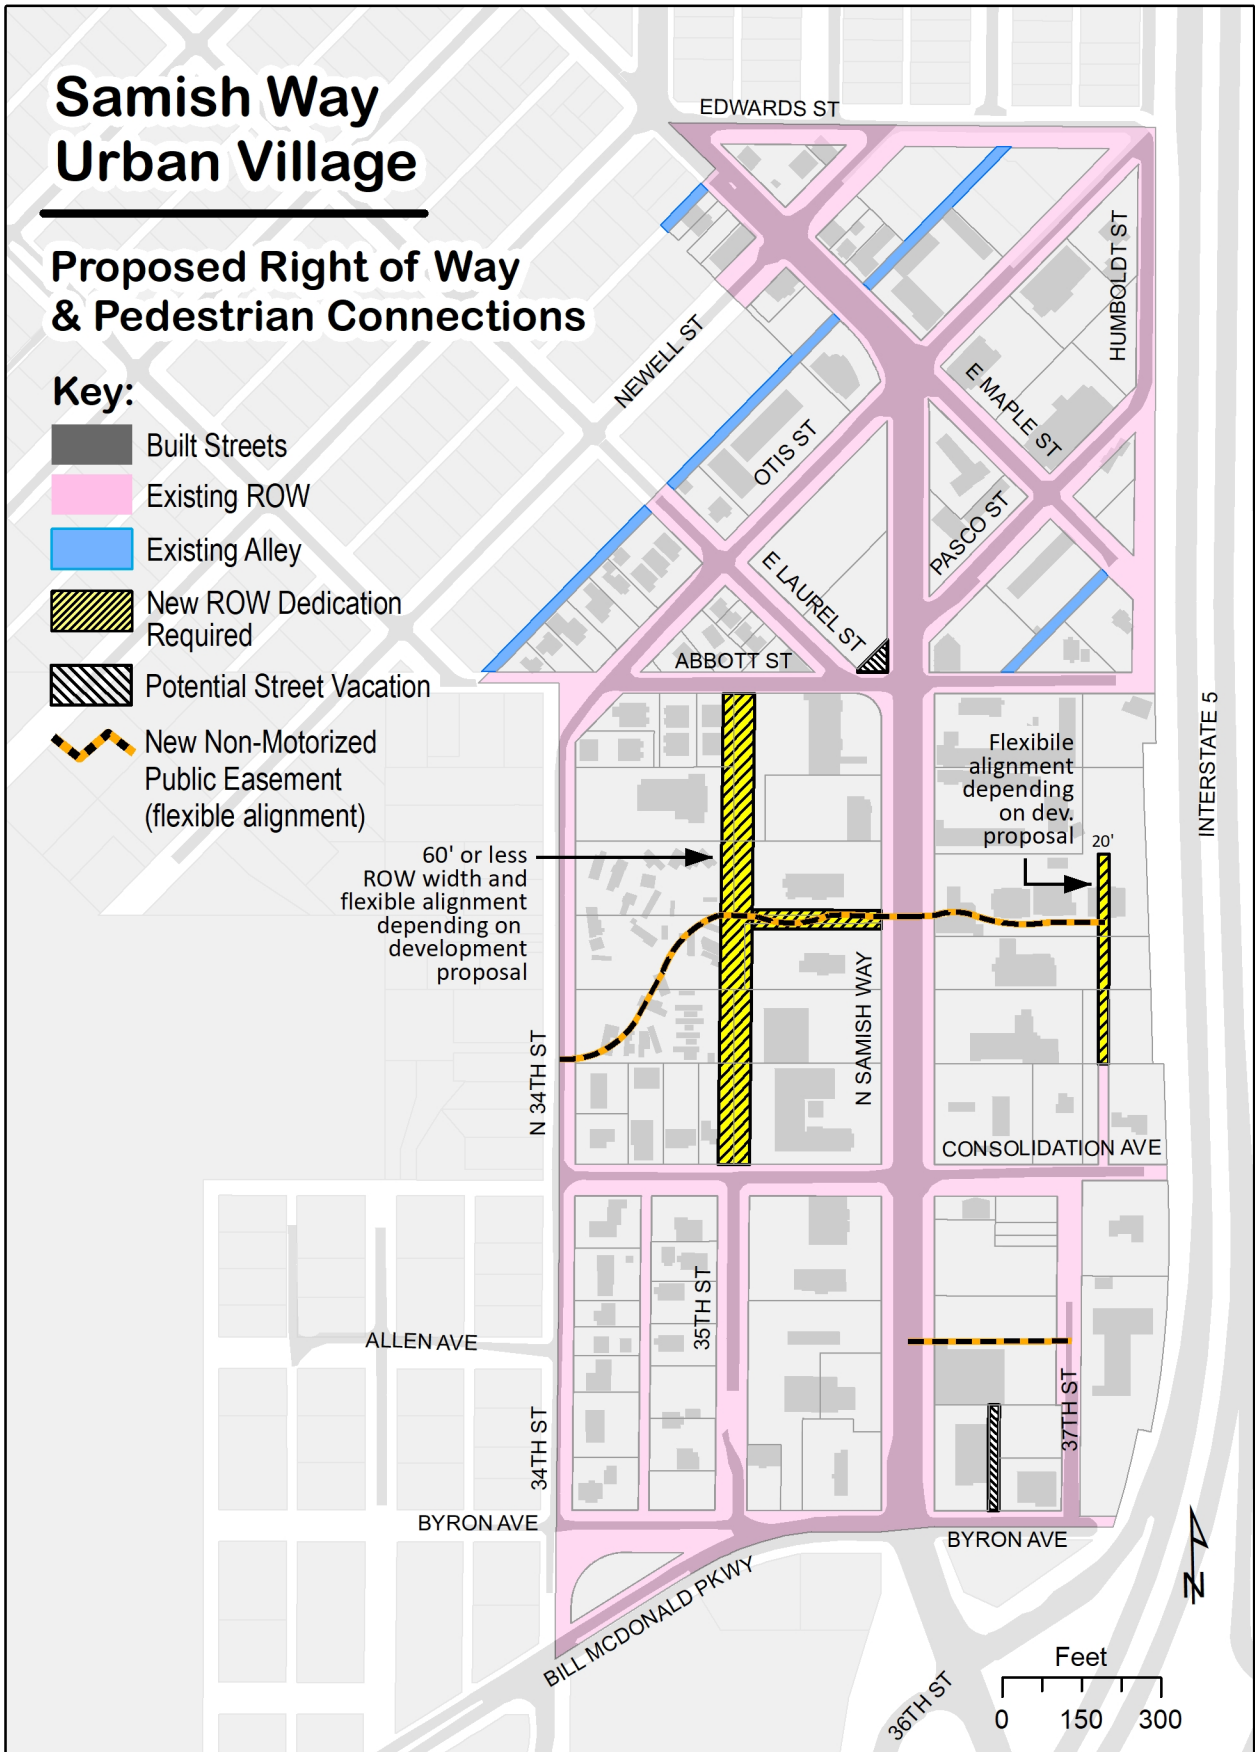 Samish Way
Urban Village
Proposed Right of Way
& Pedestrian Connections
Key:
Built Streets
Existing ROW
Existing Alley
New ROW Dedication
Required
Potential Street Vacation
New Non-Motorized
Public Easement
(flexible alignment)
EDWARDS ST
HUMBOLDT ST
NEWELL ST
E MAPLE ST
OTIS ST
PASCO ST
E LAUREL ST
ABBOTT ST
INTERSTATE 5
Flexibile
alignment
depending
on dev.
proposal
20'
60' or less
ROW width and
flexible alignment
depending on
development
proposal
N SAMISH WAY
N 34TH ST
CONSOLIDATION AVE
35TH ST
ALLEN AVE
37TH ST
34TH ST
BYRON AVE
BYRON AVE
BILL MCDONALD PKWY
36TH ST
N
Feet
0 150 300